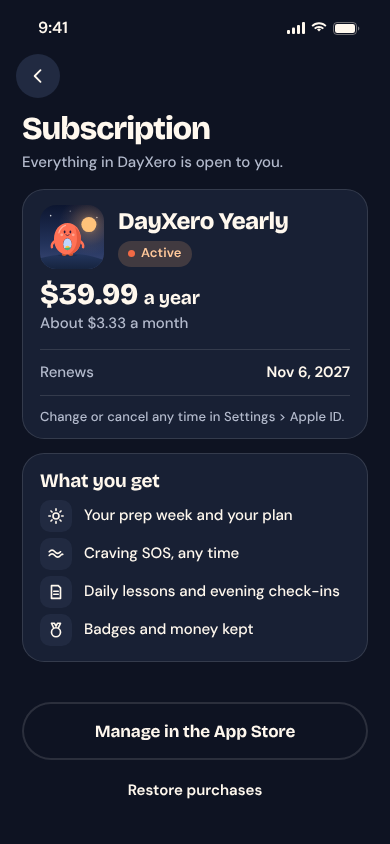 9:41
Subscription
Everything in DayXero is open to you.
DayXero Yearly
Active
$39.99 a year
About $3.33 a month
Renews Nov 6, 2027
Change or cancel any time in Settings > Apple ID.
What you get
Your prep week and your plan
Craving SOS, any time
Daily lessons and evening check-ins
Badges and money kept
Manage in the App Store
Restore purchases